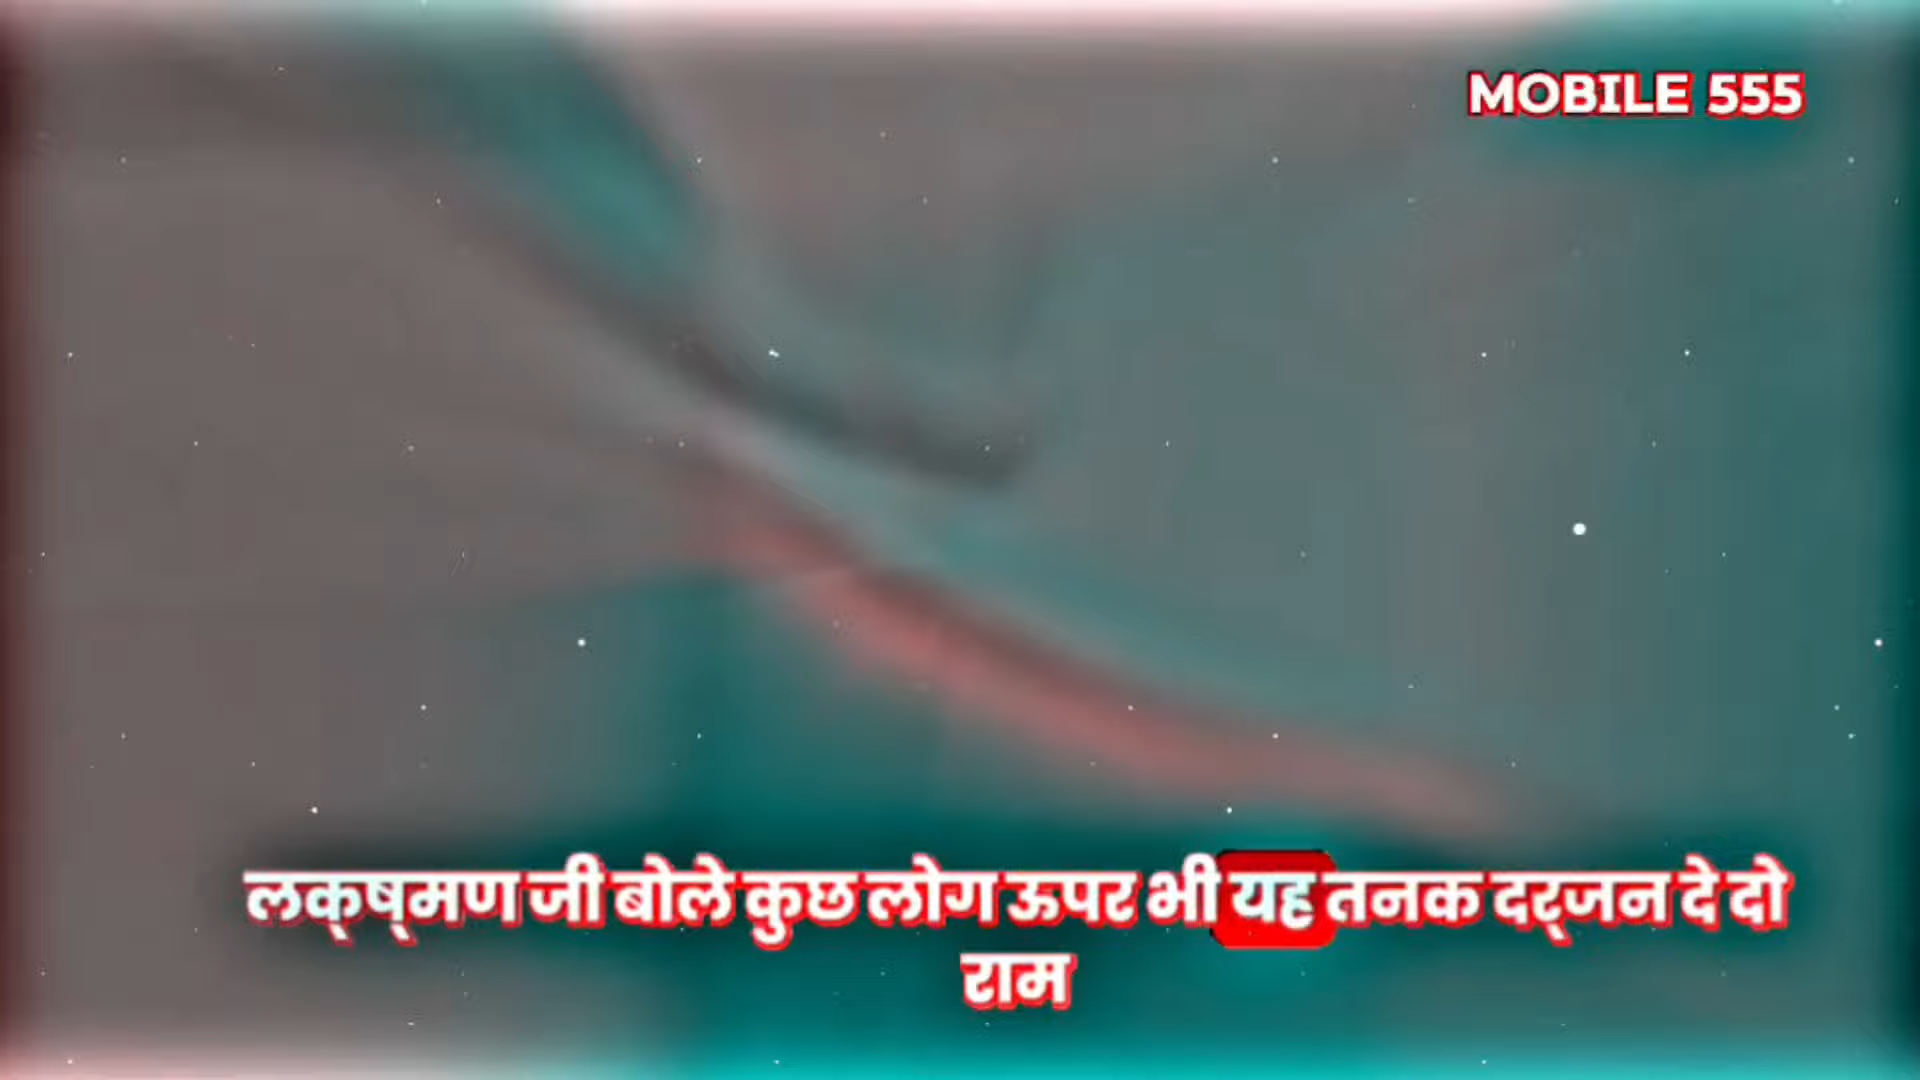 MOBILE 555
लक्‌ष्‌मण जी बोले कुछ लोग ऊपर भी यह तनक दर्‌जन दे दो
राम